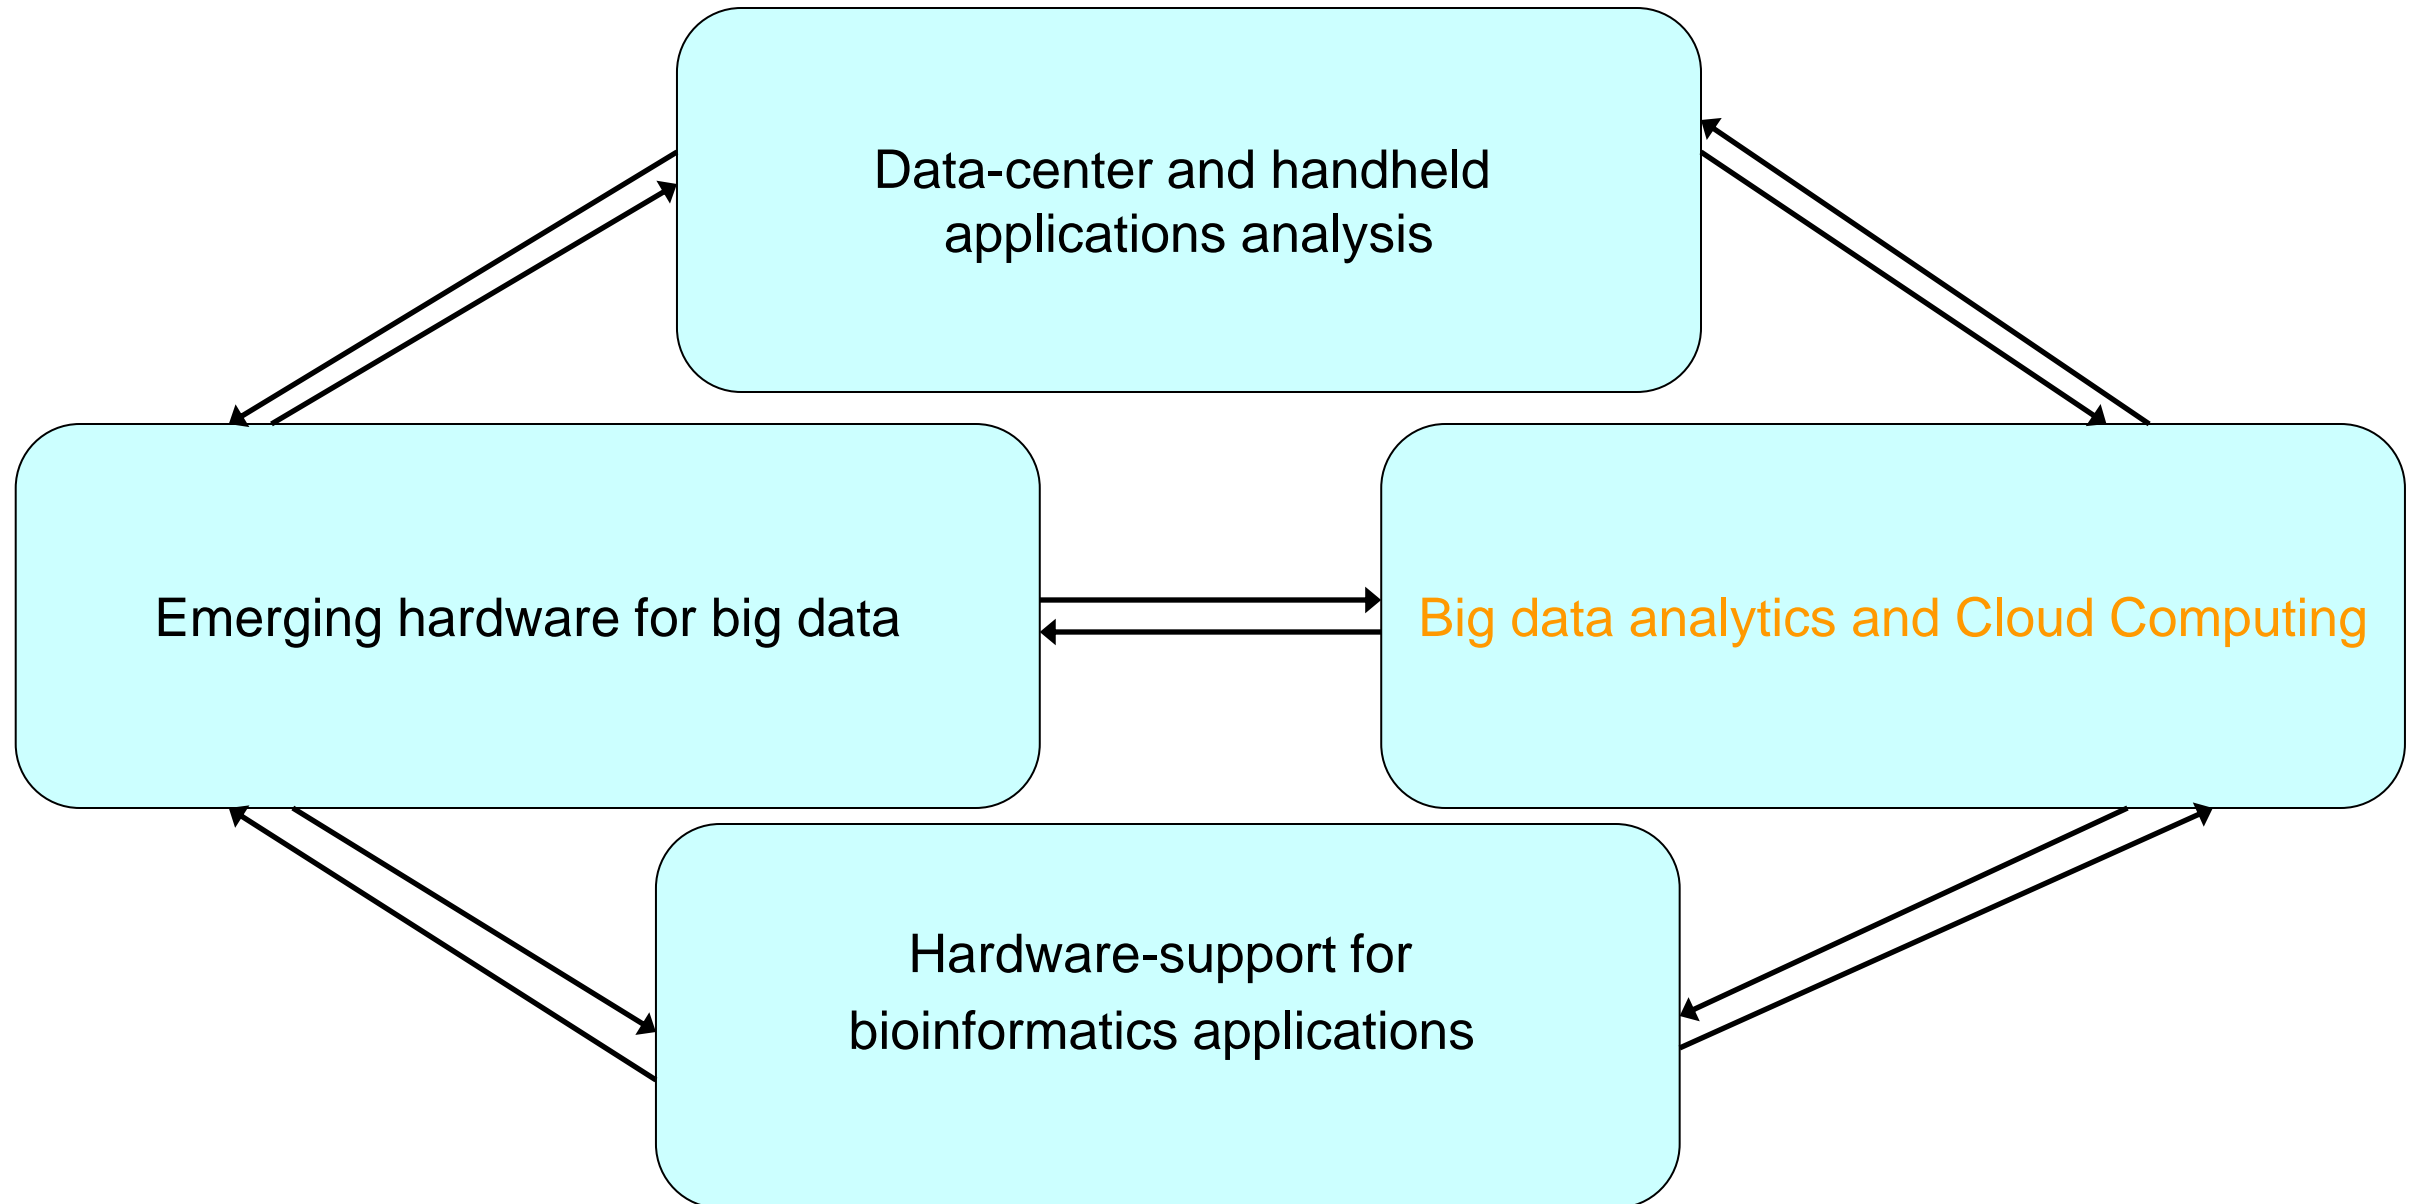 Data-center and handheld
applications analysis
Emerging hardware for big data
Big data analytics and Cloud Computing
Hardware-support for
bioinformatics applications